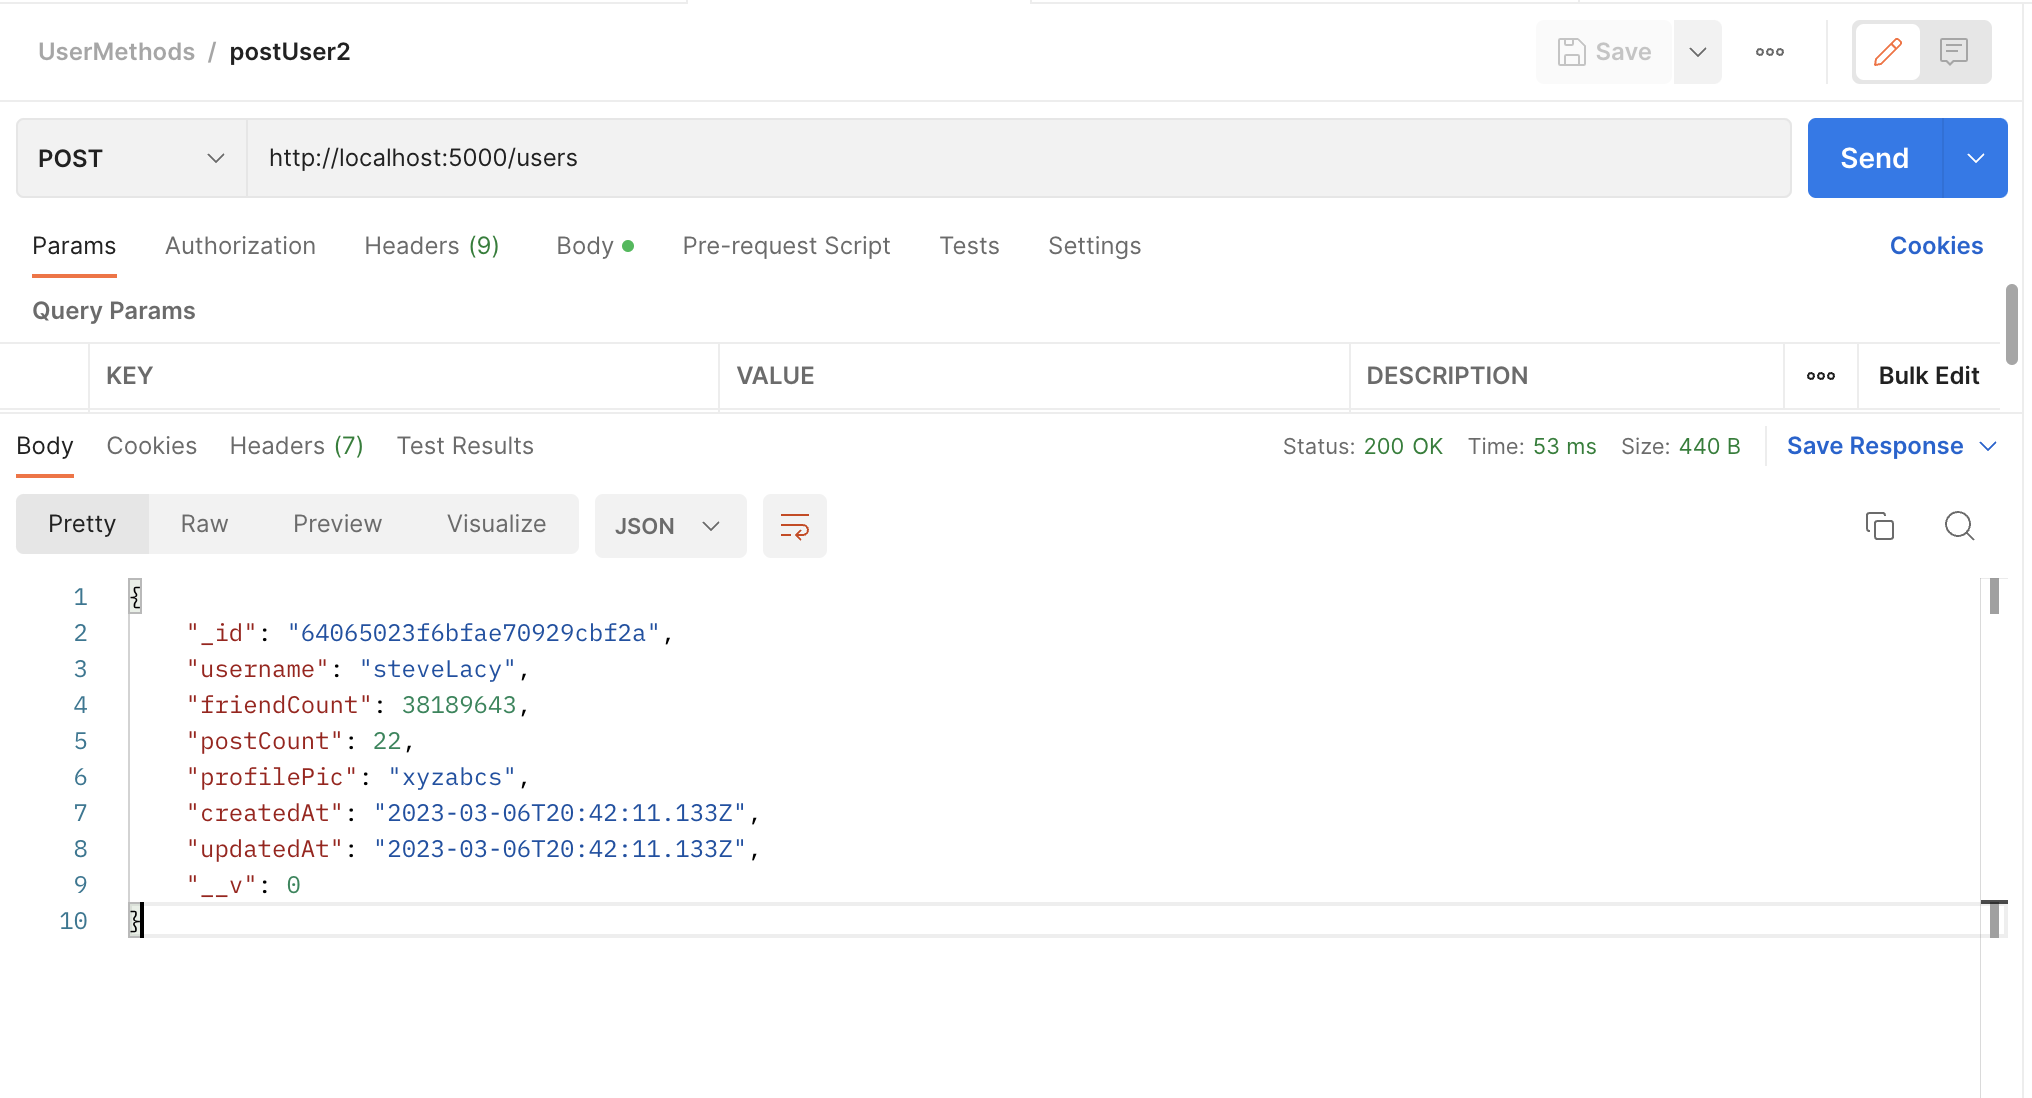 UserMethods / postUser2
Save
POST http://localhost:5000/users Send
Params Authorization Headers (9) Body Pre-request Script Tests Settings Cookies
Query Params
KEY VALUE DESCRIPTION Bulk Edit
Body Cookies Headers (7) Test Results Status: 200 OK Time: 53 ms Size: 440 B Save Response
Pretty Raw Preview Visualize JSON
1 {
2 "_id": "64065023f6bfae70929cbf2a",
3 "username": "steveLacy",
4 "friendCount": 38189643,
5 "postCount": 22,
6 "profilePic": "xyzabcs",
7 "createdAt": "2023-03-06T20:42:11.133Z",
8 "updatedAt": "2023-03-06T20:42:11.133Z",
9 "__v": 0
10 }